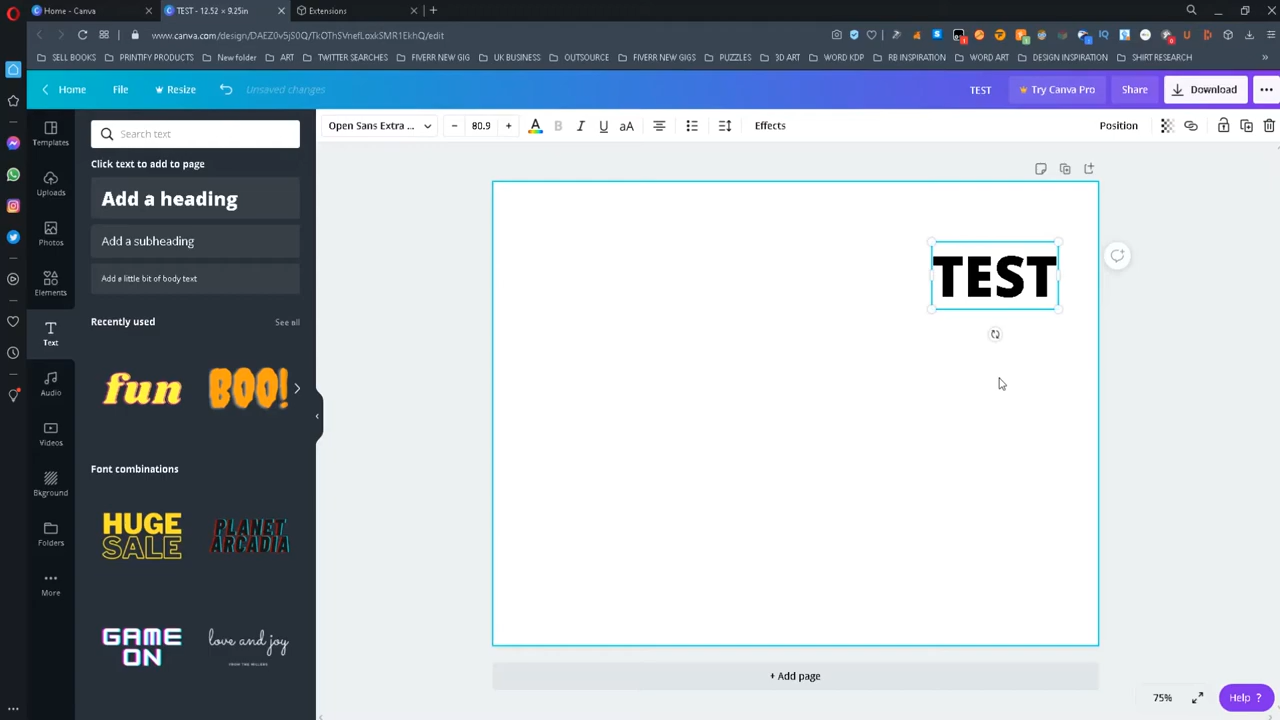 Home - Canva
TEST - 12.52 × 9.25in
Extensions
www.canva.com/design/DAEZ0v5jS0Q/TkOThSVnefLoxkSMR1EkhQ/edit
SELL BOOKS
PRINTIFY PRODUCTS
New folder
ART
TWITTER SEARCHES
FIVERR NEW GIG
UK BUSINESS
OUTSOURCE
FIVERR NEW GIGS
PUZZLES
3D ART
WORD KDP
RB INSPIRATION
WORD ART
DESIGN INSPIRATION
SHIRT RESEARCH
Home
File
Resize
Unsaved changes
TEST
Try Canva Pro
Share
Download
Templates
Uploads
Photos
Elements
Text
Audio
Videos
Bkground
Folders
More
Search text
Click text to add to page
Add a heading
Add a subheading
Add a little bit of body text
Recently used
See all
fun
BOO!
Font combinations
HUGE
SALE
PLANET
ARCADIA
GAME
ON
love and joy
Open Sans Extra ...
80.9
B
I
U
aA
Effects
Position
TEST
+ Add page
75%
Help ?